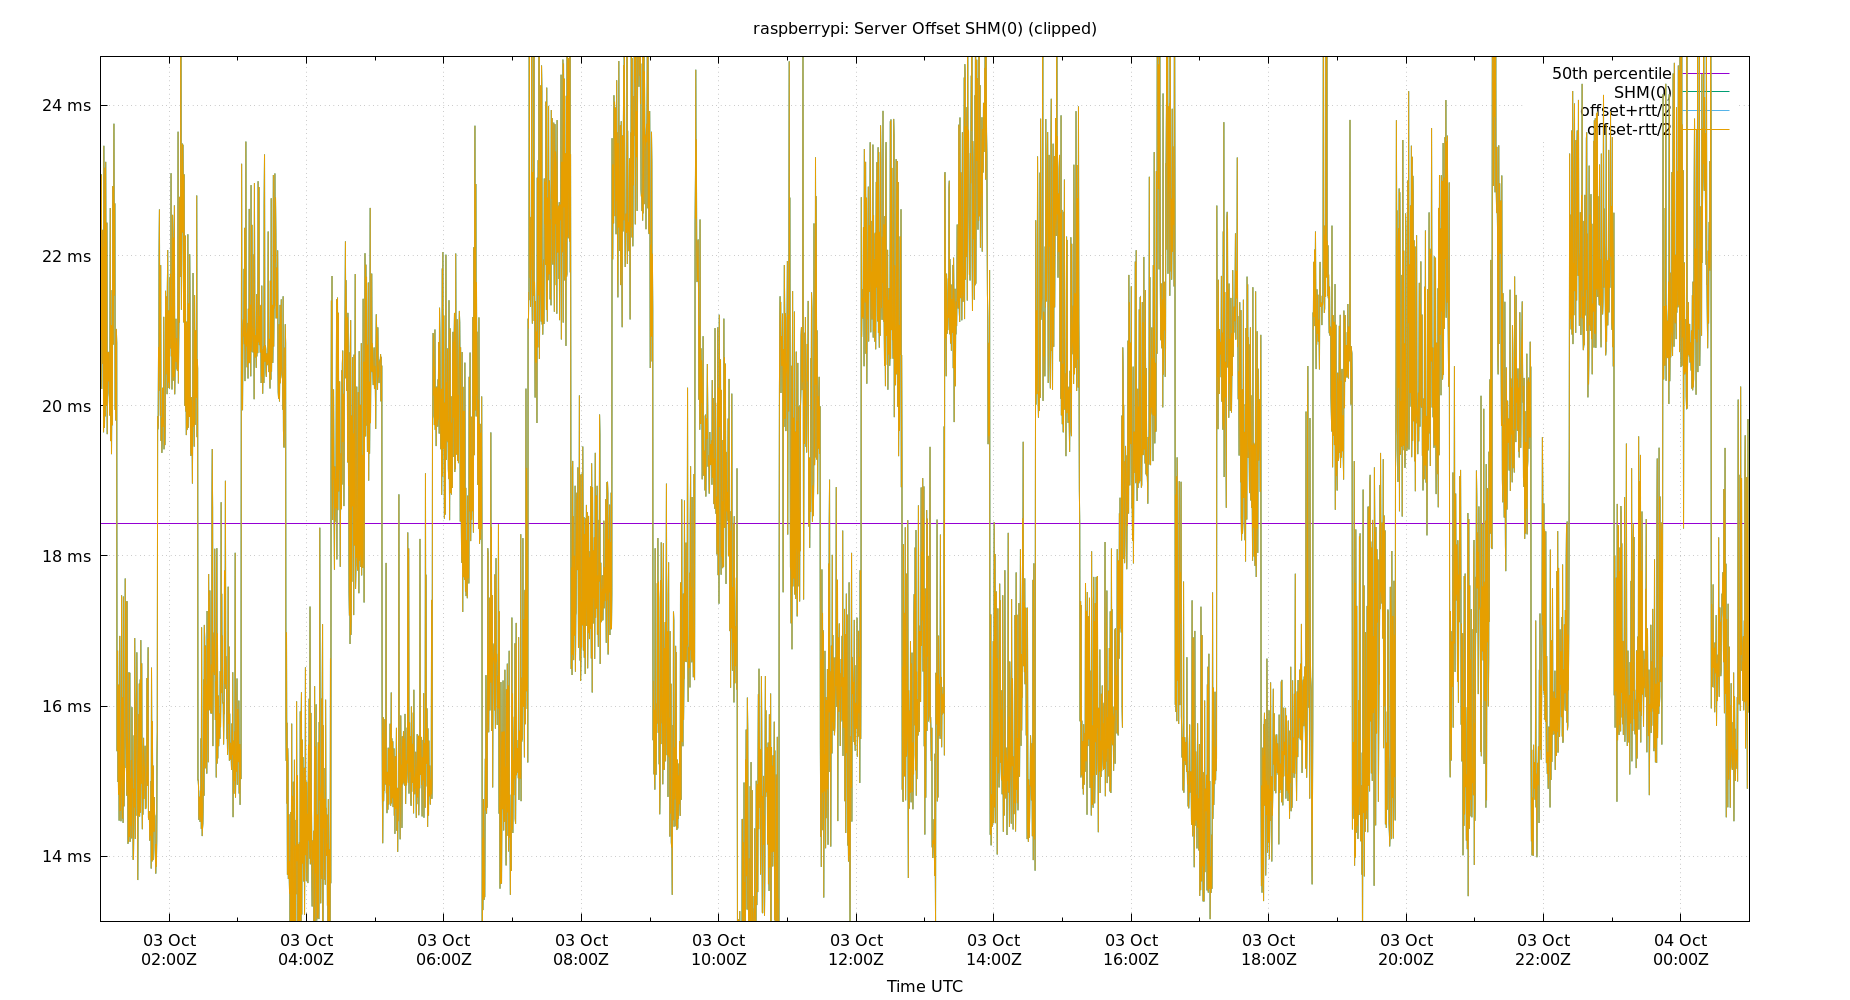 raspberrypi: Server Offset SHM(0) (clipped)
50th percentile
SHM(0)
offset+rtt/2
offset-rtt/2
24 ms
22 ms
20 ms
18 ms
16 ms
14 ms
03 Oct 03 Oct 03 Oct 03 Oct 03 Oct 03 Oct 03 Oct 03 Oct 03 Oct 03 Oct 03 Oct 04 Oct
02:00Z 04:00Z 06:00Z 08:00Z 10:00Z 12:00Z 14:00Z 16:00Z 18:00Z 20:00Z 22:00Z 00:00Z
Time UTC